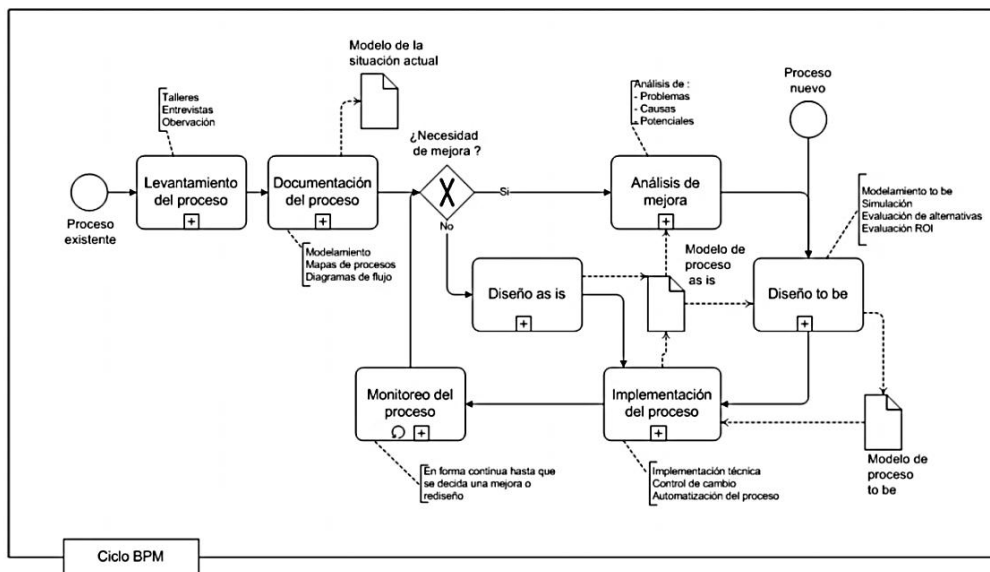 Modelo de la
situación actual
Talleres
Entrevistas
Obervación
¿Necesidad
de mejora ?
Análisis de :
- Problemas
- Causas
- Potenciales
Proceso
nuevo
Levantamiento
del proceso
Documentación
del proceso
Si
Análisis de
mejora
Proceso
existente
No
Modelamiento to be
Simulación
Evaluación de alternativas
Evaluación ROI
Modelamiento
Mapas de procesos
Diagramas de flujo
Modelo de
proceso
as is
Diseño as is
Diseño to be
Monitoreo del
proceso
Implementación
del proceso
Modelo de
proceso
to be
En forma continua hasta que
se decida una mejora o
rediseño
Implementación técnica
Control de cambio
Automatización del proceso
Ciclo BPM